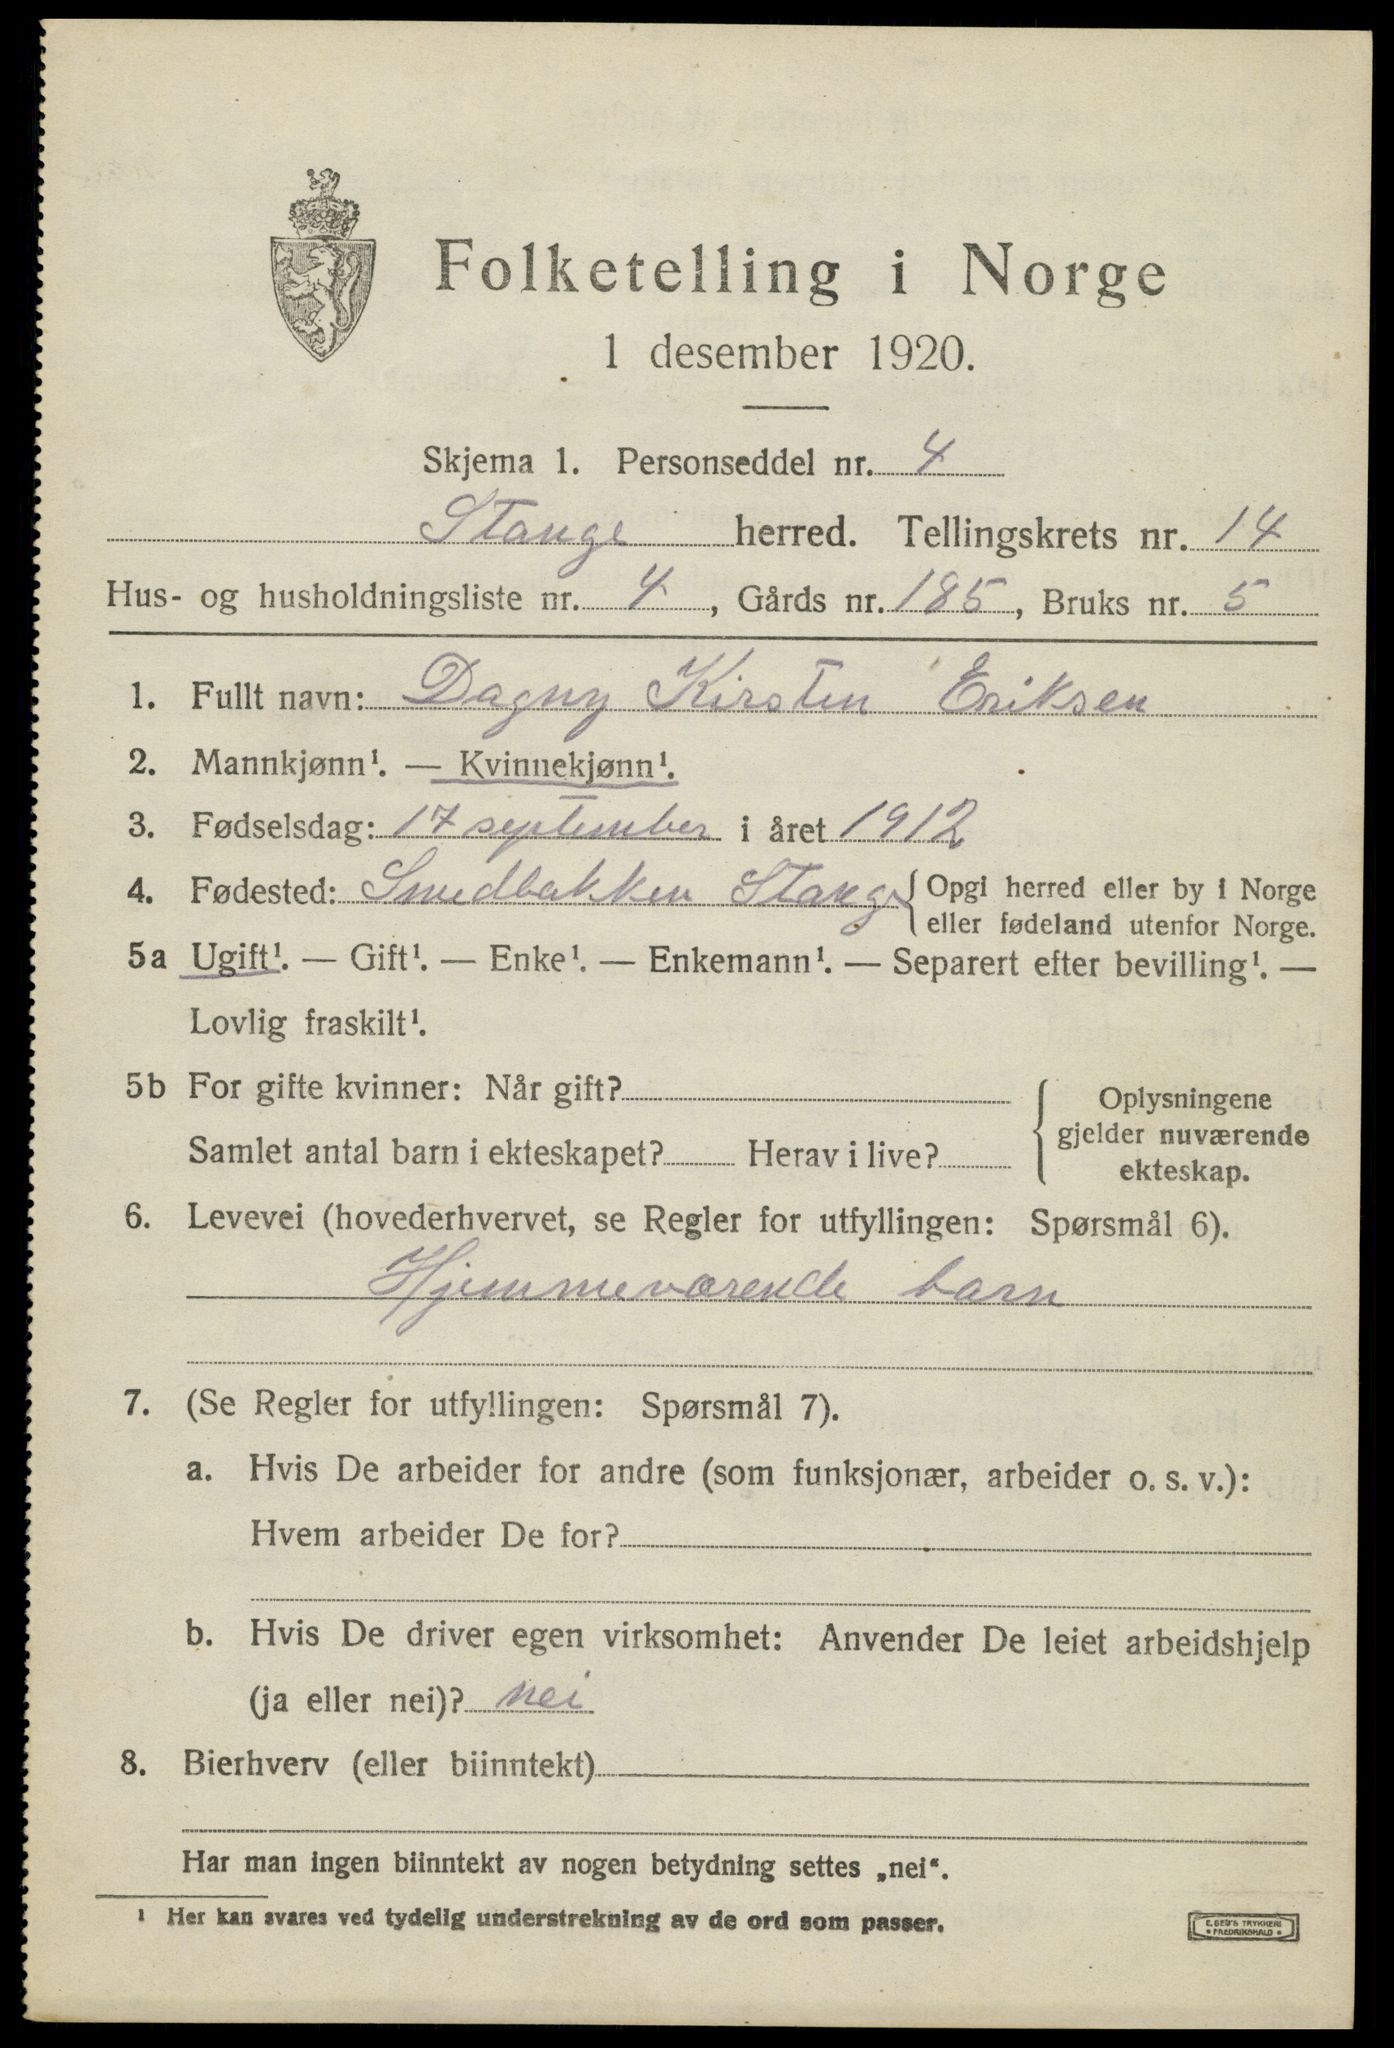 Folketelling i Norge
1 desember 1920.
Skjema 1. Personseddel nr. 4
Stange herred. Tellingskrets nr. 14
Hus- og husholdningsliste nr. 4, Gårds nr. 185, Bruks nr. 5
1. Fullt navn: Dagny Kirsten Eriksen
2. Mannkjønn¹. — Kvinnekjønn¹.
3. Fødselsdag: 17 september i året 1912
4. Fødested: Smedbakken Stange { Opgi herred eller by i Norge
eller fødeland utenfor Norge.
5a Ugift¹. — Gift¹. — Enke¹. — Enkemann¹. — Separert efter bevilling¹. —
Lovlig fraskilt¹.
5b For gifte kvinner: Når gift?
Samlet antal barn i ekteskapet? Herav i live?
Oplysningene
gjelder nuværende
ekteskap.
6. Levevei (hovederhvervet, se Regler for utfyllingen: Spørsmål 6).
Hjemmeværende barn
7. (Se Regler for utfyllingen: Spørsmål 7).
a. Hvis De arbeider for andre (som funksjonær, arbeider o. s. v.):
Hvem arbeider De for?
b. Hvis De driver egen virksomhet: Anvender De leiet arbeidshjelp
(ja eller nei)? nei
8. Bierhverv (eller biinntekt)
Har man ingen biinntekt av nogen betydning settes „nei“.
¹ Her kan svares ved tydelig understrekning av de ord som passer.
E. SEM'S TRYKKERI
• FREDRIKSHALD •